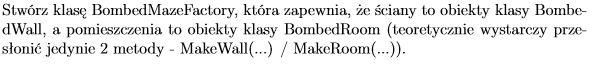 Stwórz klasę BombedMazeFactory, która zapewnia, że ściany to obiekty klasy Bombe-
dWall, a pomieszczenia to obiekty klasy BombedRoom (teoretycznie wystarczy prze-
słonić jedynie 2 metody - MakeWall(...) / MakeRoom(...)).